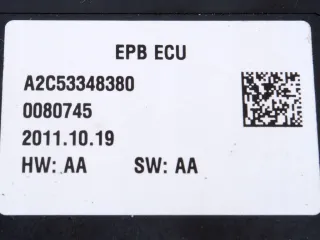 EPB ECU
A2C53348380
0080745
2011.10.19
HW: AA SW: AA